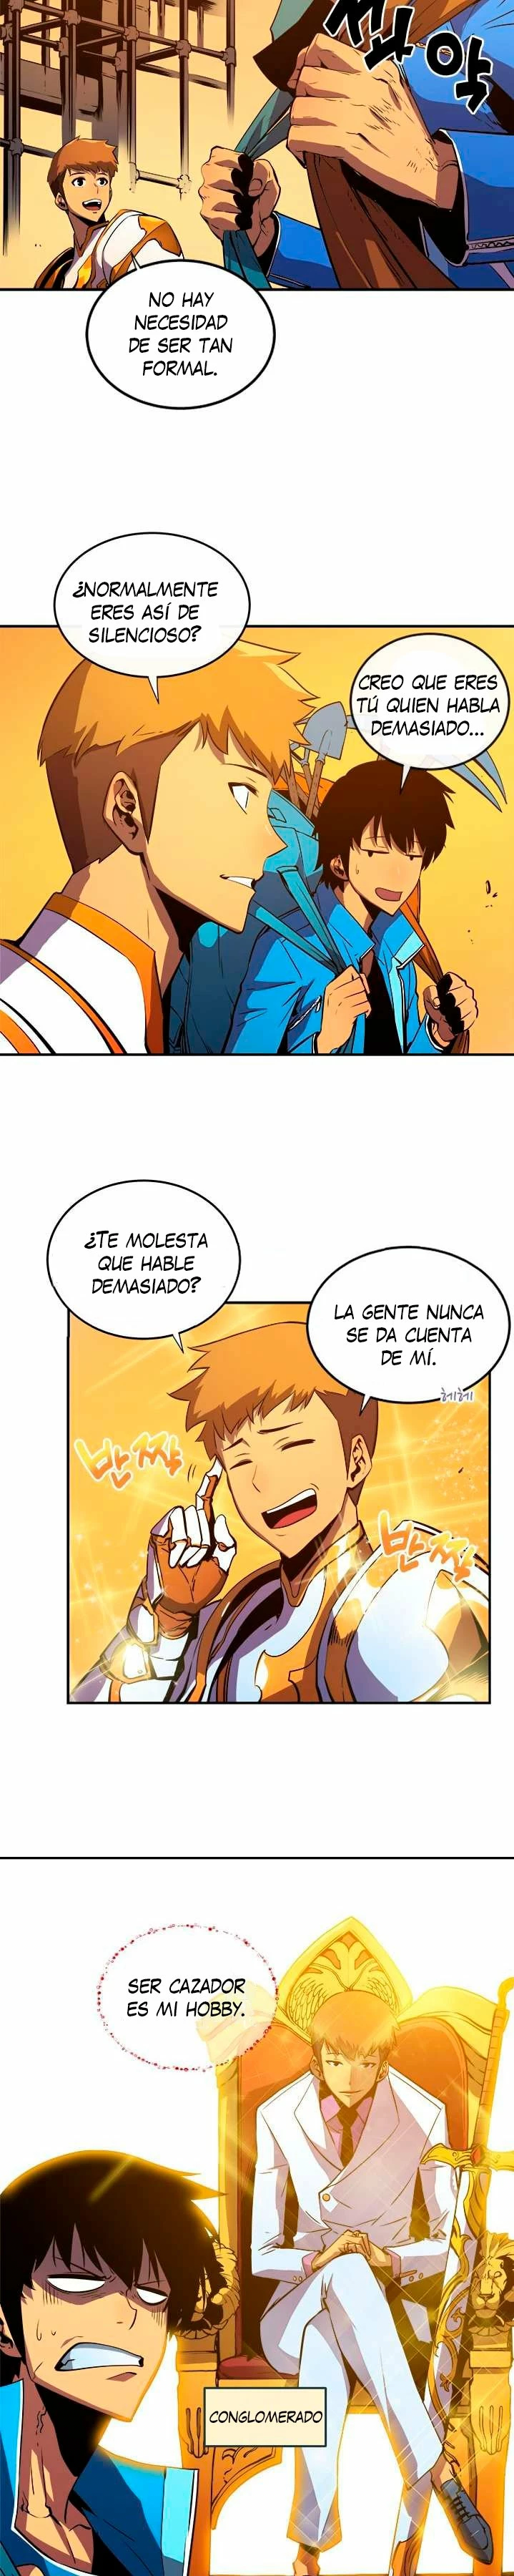 NO HAY
NECESIDAD
DE SER TAN
FORMAL.
¿NORMALMENTE
ERES ASÍ DE
SILENCIOSO?
CREO QUE ERES
TÚ QUIEN HABLA
DEMASIADO...
¿TE MOLESTA
QUE HABLE
DEMASIADO?
LA GENTE NUNCA
SE DA CUENTA
DE MÍ.
헤헤
반짝
반짝
SER CAZADOR
ES MI HOBBY.
CONGLOMERADO